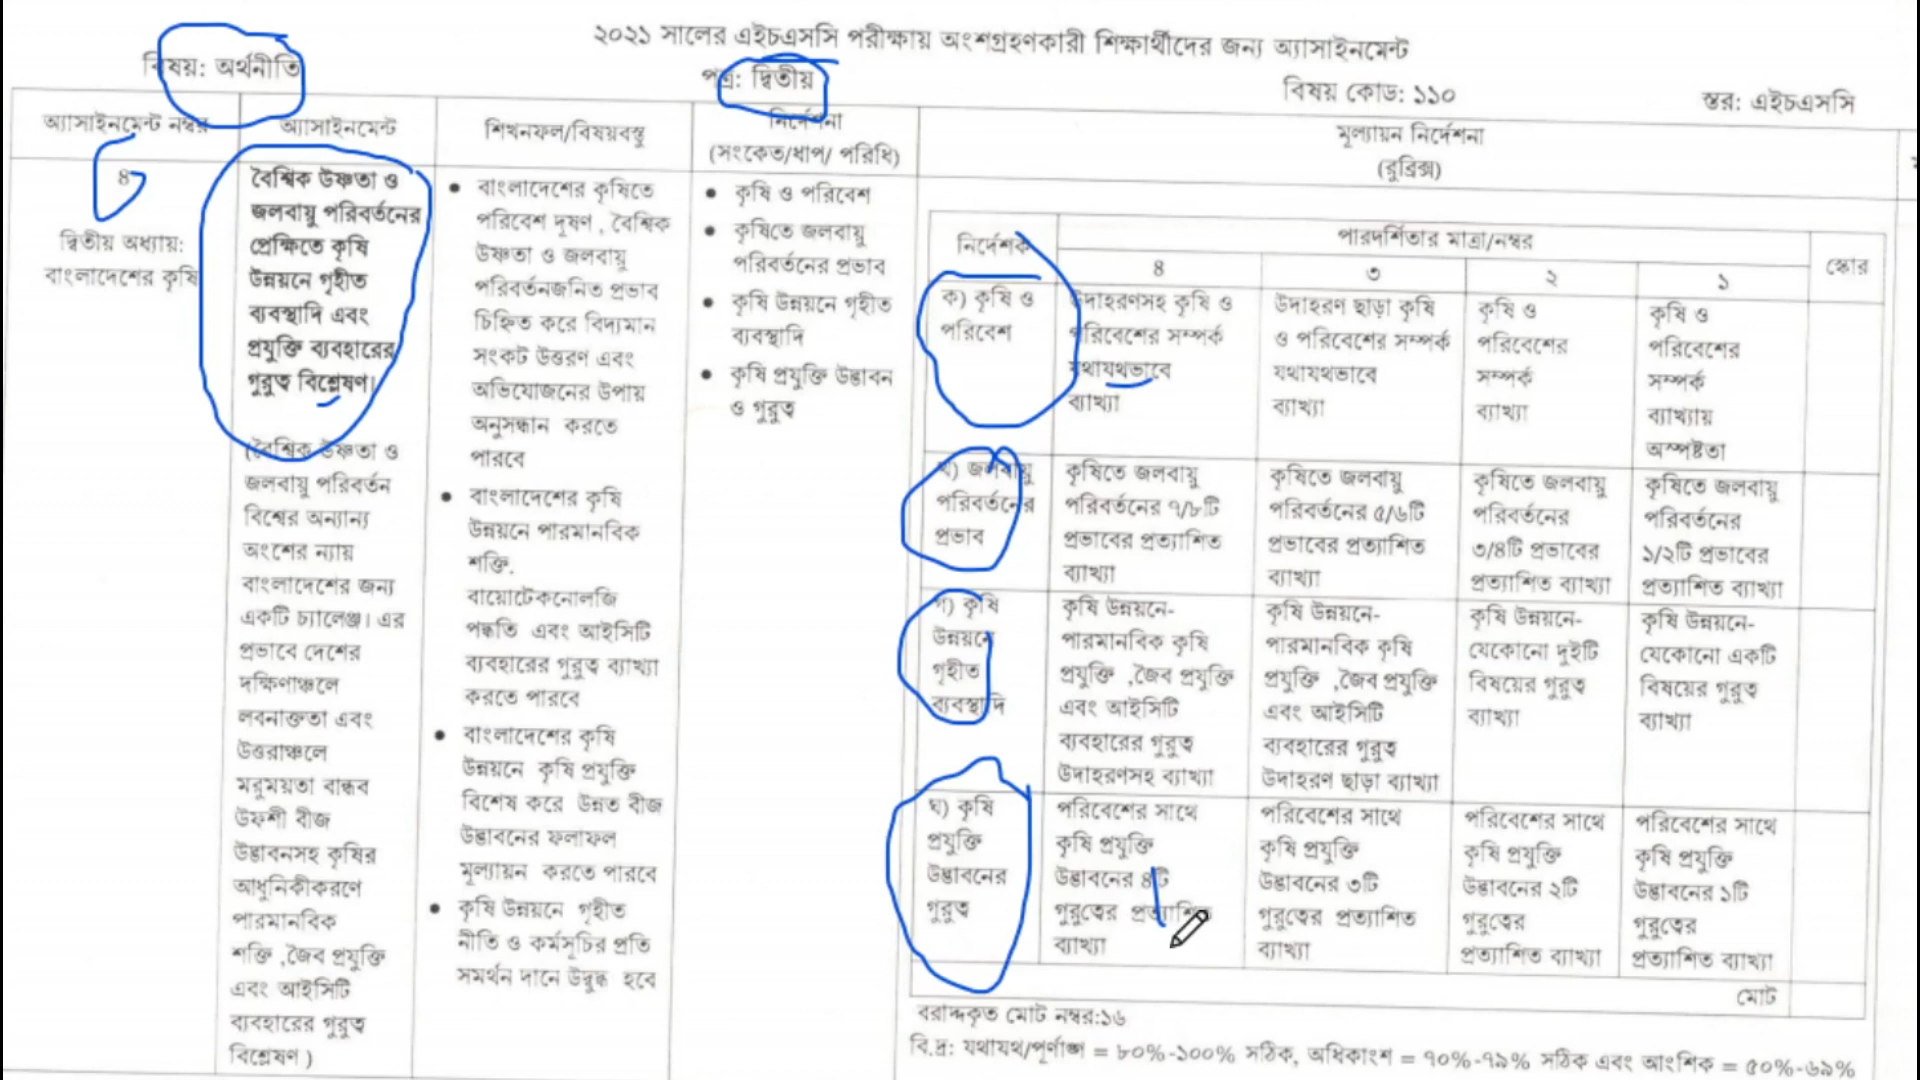 ২০২১ সালের এইচএসসি পরীক্ষায় অংশগ্রহণকারী শিক্ষার্থীদের জন্য অ্যাসাইনমেন্ট
বিষয়: অর্থনীতি
পত্র: দ্বিতীয়
বিষয় কোড: ১১০
স্তর: এইচএসসি
অ্যাসাইনমেন্ট নম্বর
অ্যাসাইনমেন্ট
শিখনফল/বিষয়বস্তু
নির্দেশনা
(সংকেত/ধাপ/ পরিধি)
মূল্যায়ন নির্দেশনা
(রুব্রিক্স)
৪
দ্বিতীয় অধ্যায়:
বাংলাদেশের কৃষি
বৈশ্বিক উষ্ণতা ও
জলবায়ু পরিবর্তনের
প্রেক্ষিতে কৃষি
উন্নয়নে গৃহীত
ব্যবস্থাদি এবং
প্রযুক্তি ব্যবহারের
গুরুত্ব বিশ্লেষণ।
(বৈশ্বিক উষ্ণতা ও
জলবায়ু পরিবর্তন
বিশ্বের অন্যান্য
অংশের ন্যায়
বাংলাদেশের জন্য
একটি চ্যালেঞ্জ। এর
প্রভাবে দেশের
দক্ষিণাঞ্চলে
লবনাক্ততা এবং
উত্তরাঞ্চলে
মরুময়তা বান্ধব
উফশী বীজ
উদ্ভাবনসহ কৃষির
আধুনিকীকরণে
পারমানবিক
শক্তি ,জৈব প্রযুক্তি
এবং আইসিটি
ব্যবহারের গুরুত্ব
বিশ্লেষণ )
• বাংলাদেশের কৃষিতে
পরিবেশ দূষণ , বৈশ্বিক
উষ্ণতা ও জলবায়ু
পরিবর্তনজনিত প্রভাব
চিহ্নিত করে বিদ্যমান
সংকট উত্তরণ এবং
অভিযোজনের উপায়
অনুসন্ধান করতে
পারবে
• বাংলাদেশের কৃষি
উন্নয়নে পারমানবিক
শক্তি.
বায়োটেকনোলজি
পদ্ধতি এবং আইসিটি
ব্যবহারের গুরুত্ব ব্যাখ্যা
করতে পারবে
• বাংলাদেশের কৃষি
উন্নয়নে কৃষি প্রযুক্তি
বিশেষ করে উন্নত বীজ
উদ্ভাবনের ফলাফল
মূল্যায়ন করতে পারবে
• কৃষি উন্নয়নে গৃহীত
নীতি ও কর্মসূচির প্রতি
সমর্থন দানে উদ্বুদ্ধ হবে
• কৃষি ও পরিবেশ
• কৃষিতে জলবায়ু
পরিবর্তনের প্রভাব
• কৃষি উন্নয়নে গৃহীত
ব্যবস্থাদি
• কৃষি প্রযুক্তি উদ্ভাবন
ও গুরুত্ব
নির্দেশক
পারদর্শিতার মাত্রা/নম্বর
স্কোর
৪
৩
২
১
ক) কৃষি ও
পরিবেশ
উদাহরণসহ কৃষি ও
পরিবেশের সম্পর্ক
যথাযথভাবে
ব্যাখ্যা
উদাহরণ ছাড়া কৃষি
ও পরিবেশের সম্পর্ক
যথাযথভাবে
ব্যাখ্যা
কৃষি ও
পরিবেশের
সম্পর্ক
ব্যাখ্যা
কৃষি ও
পরিবেশের
সম্পর্ক
ব্যাখ্যায়
অস্পষ্টতা
খ) জলবায়ু
পরিবর্তনের
প্রভাব
কৃষিতে জলবায়ু
পরিবর্তনের ৭/৮টি
প্রভাবের প্রত্যাশিত
ব্যাখ্যা
কৃষিতে জলবায়ু
পরিবর্তনের ৫/৬টি
প্রভাবের প্রত্যাশিত
ব্যাখ্যা
কৃষিতে জলবায়ু
পরিবর্তনের
৩/৪টি প্রভাবের
প্রত্যাশিত ব্যাখ্যা
কৃষিতে জলবায়ু
পরিবর্তনের
১/২টি প্রভাবের
প্রত্যাশিত ব্যাখ্যা
গ) কৃষি
উন্নয়নে
গৃহীত
ব্যবস্থাদি
কৃষি উন্নয়নে-
পারমানবিক কৃষি
প্রযুক্তি ,জৈব প্রযুক্তি
এবং আইসিটি
ব্যবহারের গুরুত্ব
উদাহরণসহ ব্যাখ্যা
কৃষি উন্নয়নে-
পারমানবিক কৃষি
প্রযুক্তি ,জৈব প্রযুক্তি
এবং আইসিটি
ব্যবহারের গুরুত্ব
উদাহরণ ছাড়া ব্যাখ্যা
কৃষি উন্নয়নে-
যেকোনো দুইটি
বিষয়ের গুরুত্ব
ব্যাখ্যা
কৃষি উন্নয়নে-
যেকোনো একটি
বিষয়ের গুরুত্ব
ব্যাখ্যা
ঘ) কৃষি
প্রযুক্তি
উদ্ভাবনের
গুরুত্ব
পরিবেশের সাথে
কৃষি প্রযুক্তি
উদ্ভাবনের ৪টি
গুরুত্বের প্রত্যাশিত
ব্যাখ্যা
পরিবেশের সাথে
কৃষি প্রযুক্তি
উদ্ভাবনের ৩টি
গুরুত্বের প্রত্যাশিত
ব্যাখ্যা
পরিবেশের সাথে
কৃষি প্রযুক্তি
উদ্ভাবনের ২টি
গুরুত্বের
প্রত্যাশিত ব্যাখ্যা
পরিবেশের সাথে
কৃষি প্রযুক্তি
উদ্ভাবনের ১টি
গুরুত্বের
প্রত্যাশিত ব্যাখ্যা
মোট
বরাদ্দকৃত মোট নম্বর:১৬
বি.দ্র: যথাযথ/পূর্ণাঙ্গ = ৮০%-১০০% সঠিক, অধিকাংশ = ৭০%-৭৯% সঠিক এবং আংশিক = ৫০%-৬৯%